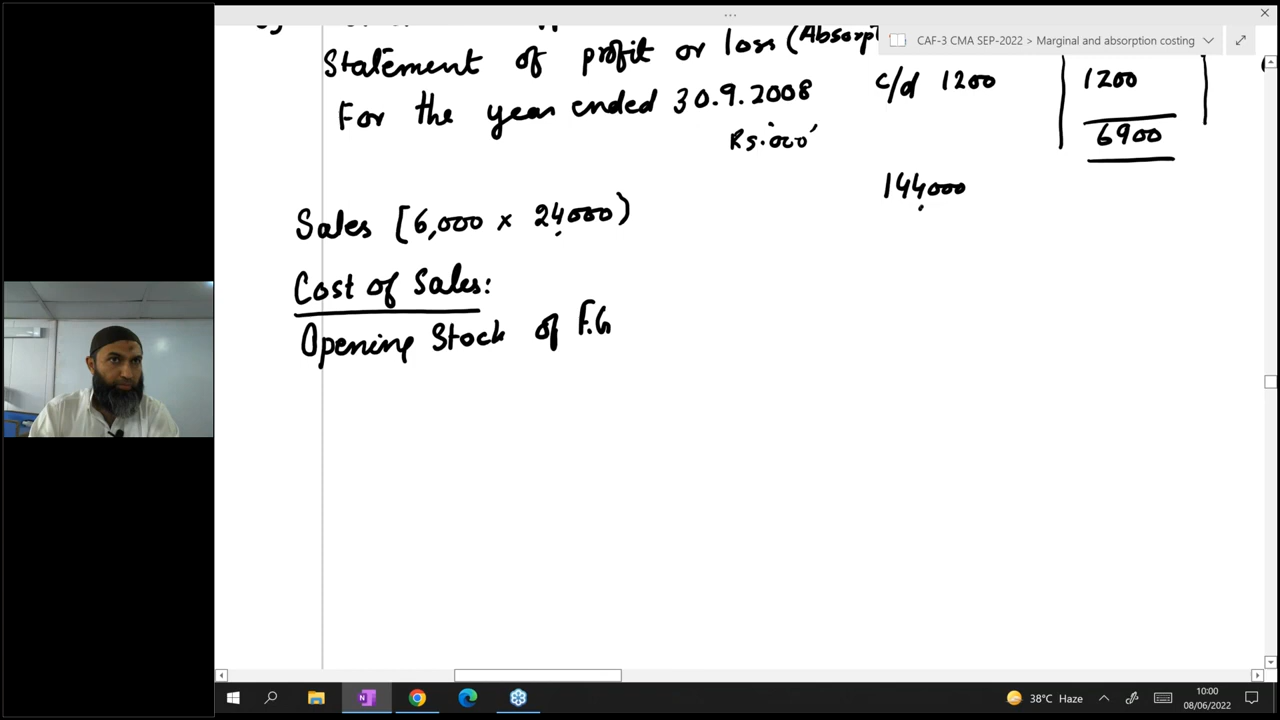 CAF-3 CMA SEP-2022 > Marginal and absorption costing
Statement of profit or loss (Absorpt
For the year ended 30.9.2008
Rs.'000'
c/d 1200
1200
6900
144000
Sales [6,000 × 24,000)
Cost of Sales:
Opening Stock of F.G
38°C Haze
10:00
08/06/2022